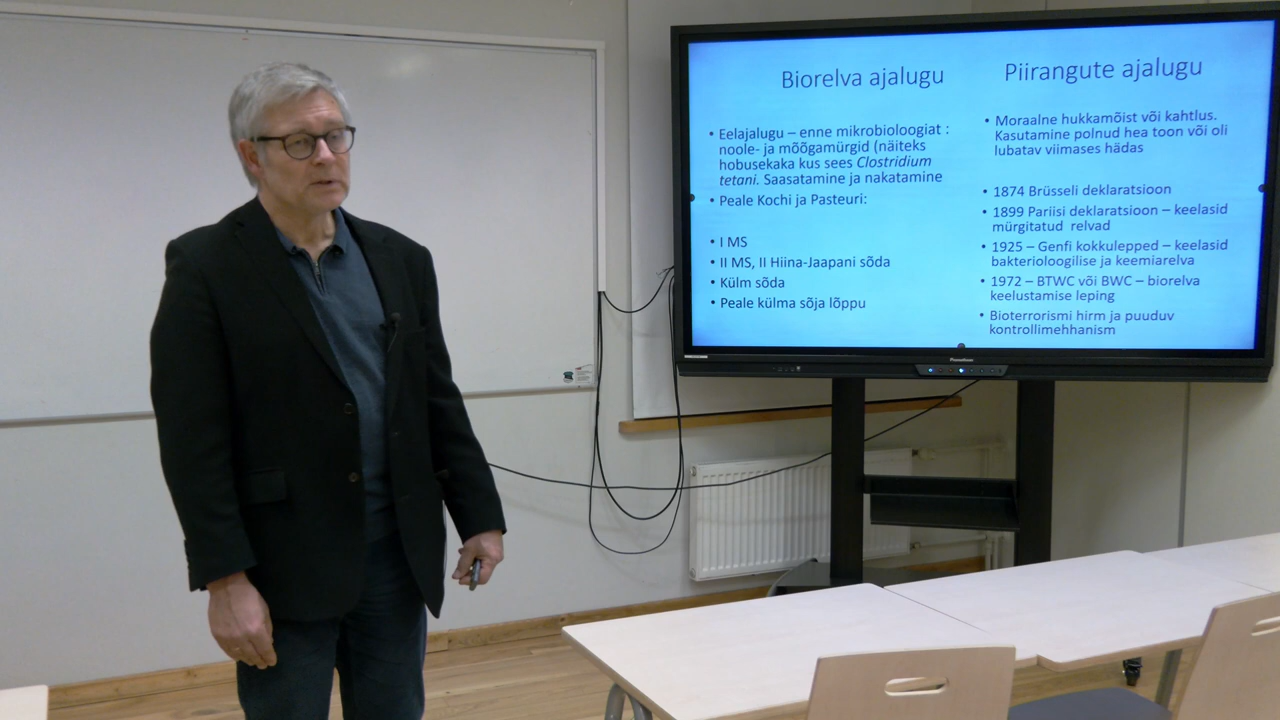 Biorelva ajalugu
• Eelajalugu – enne mikrobioloogiat :
noole- ja mõõgamürgid (näiteks
hobusekaka kus sees Clostridium
tetani. Saasatamine ja nakatamine
• Peale Kochi ja Pasteuri:
• I MS
• II MS, II Hiina-Jaapani sõda
• Külm sõda
• Peale külma sõja lõppu
Piirangute ajalugu
• Moraalne hukkamõist või kahtlus.
Kasutamine polnud hea toon või oli
lubatav viimases hädas
• 1874 Brüsseli deklaratsioon
• 1899 Pariisi deklaratsioon – keelasid
mürgitatud relvad
• 1925 – Genfi kokkulepped – keelasid
bakterioloogilise ja keemiarelva
• 1972 – BTWC või BWC – biorelva
keelustamise leping
• Bioterrorismi hirm ja puuduv
kontrollimehhanism
Promethean